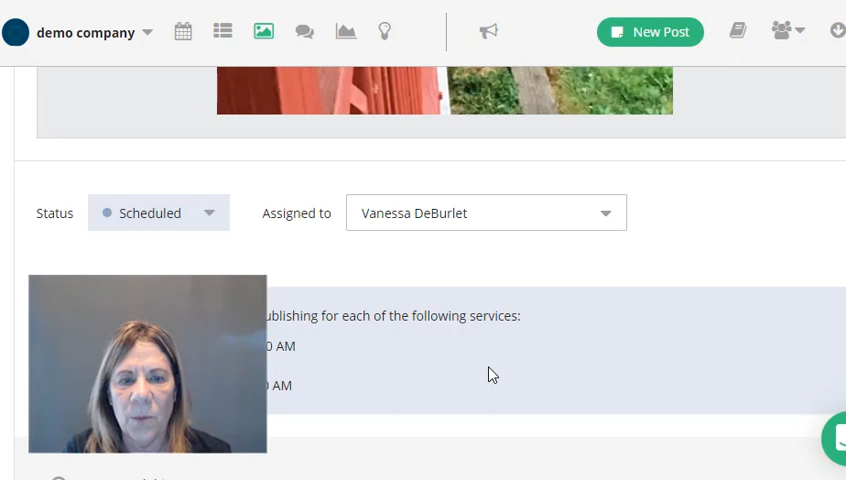 demo company
New Post
Status
Scheduled
Assigned to
Vanessa DeBurlet
ublishing for each of the following services:
0 AM
0 AM